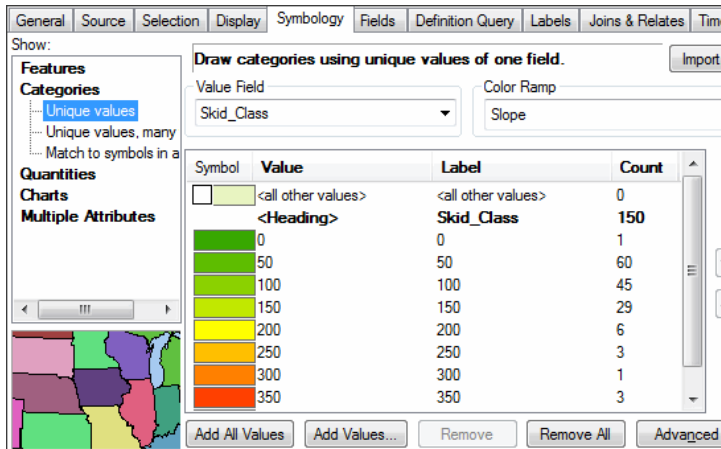 General Source Selection Display Symbology Fields Definition Query Labels Joins & Relates
Show:
Features
Categories
Unique values
Unique values, many
Match to symbols in a
Quantities
Charts
Multiple Attributes
Draw categories using unique values of one field.
Import
Value Field
Skid_Class
Color Ramp
Slope
Symbol Value Label Count
<all other values> <all other values> 0
<Heading> Skid_Class 150
0 0 1
50 50 60
100 100 45
150 150 29
200 200 6
250 250 3
300 300 1
350 350 3
Add All Values Add Values... Remove Remove All Advanced